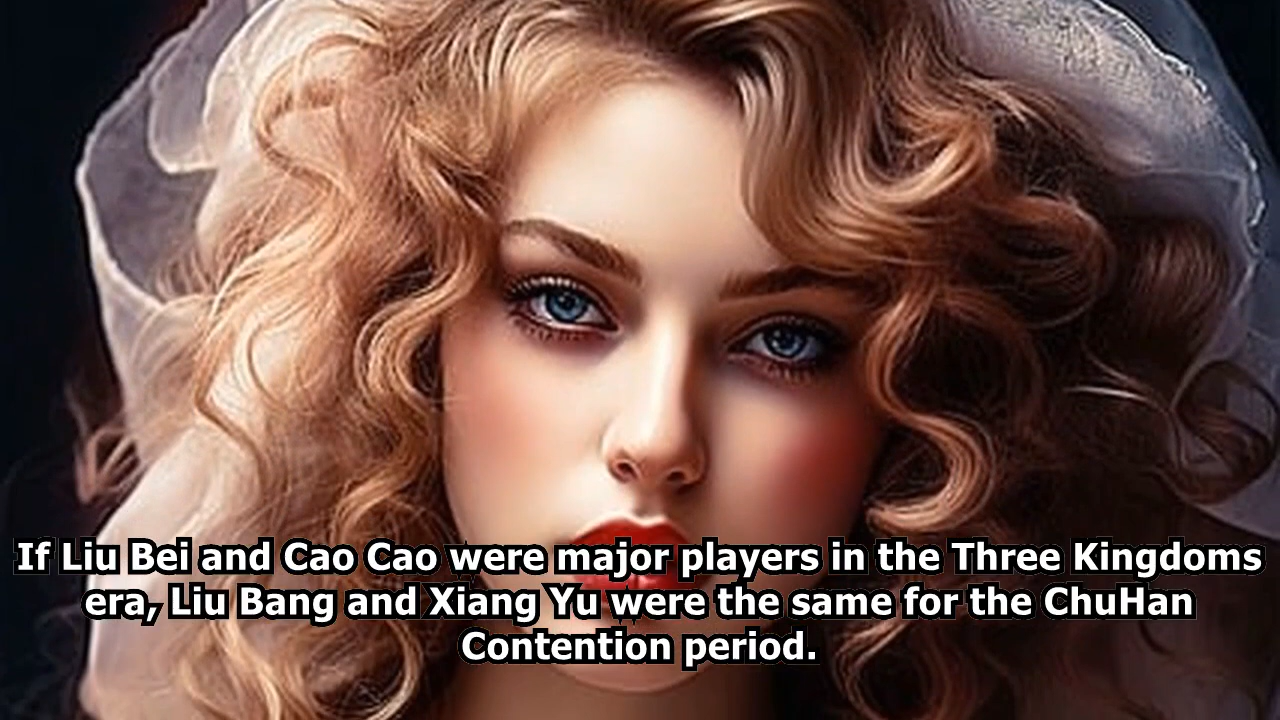 If Liu Bei and Cao Cao were major players in the Three Kingdoms
era, Liu Bang and Xiang Yu were the same for the ChuHan
Contention period.